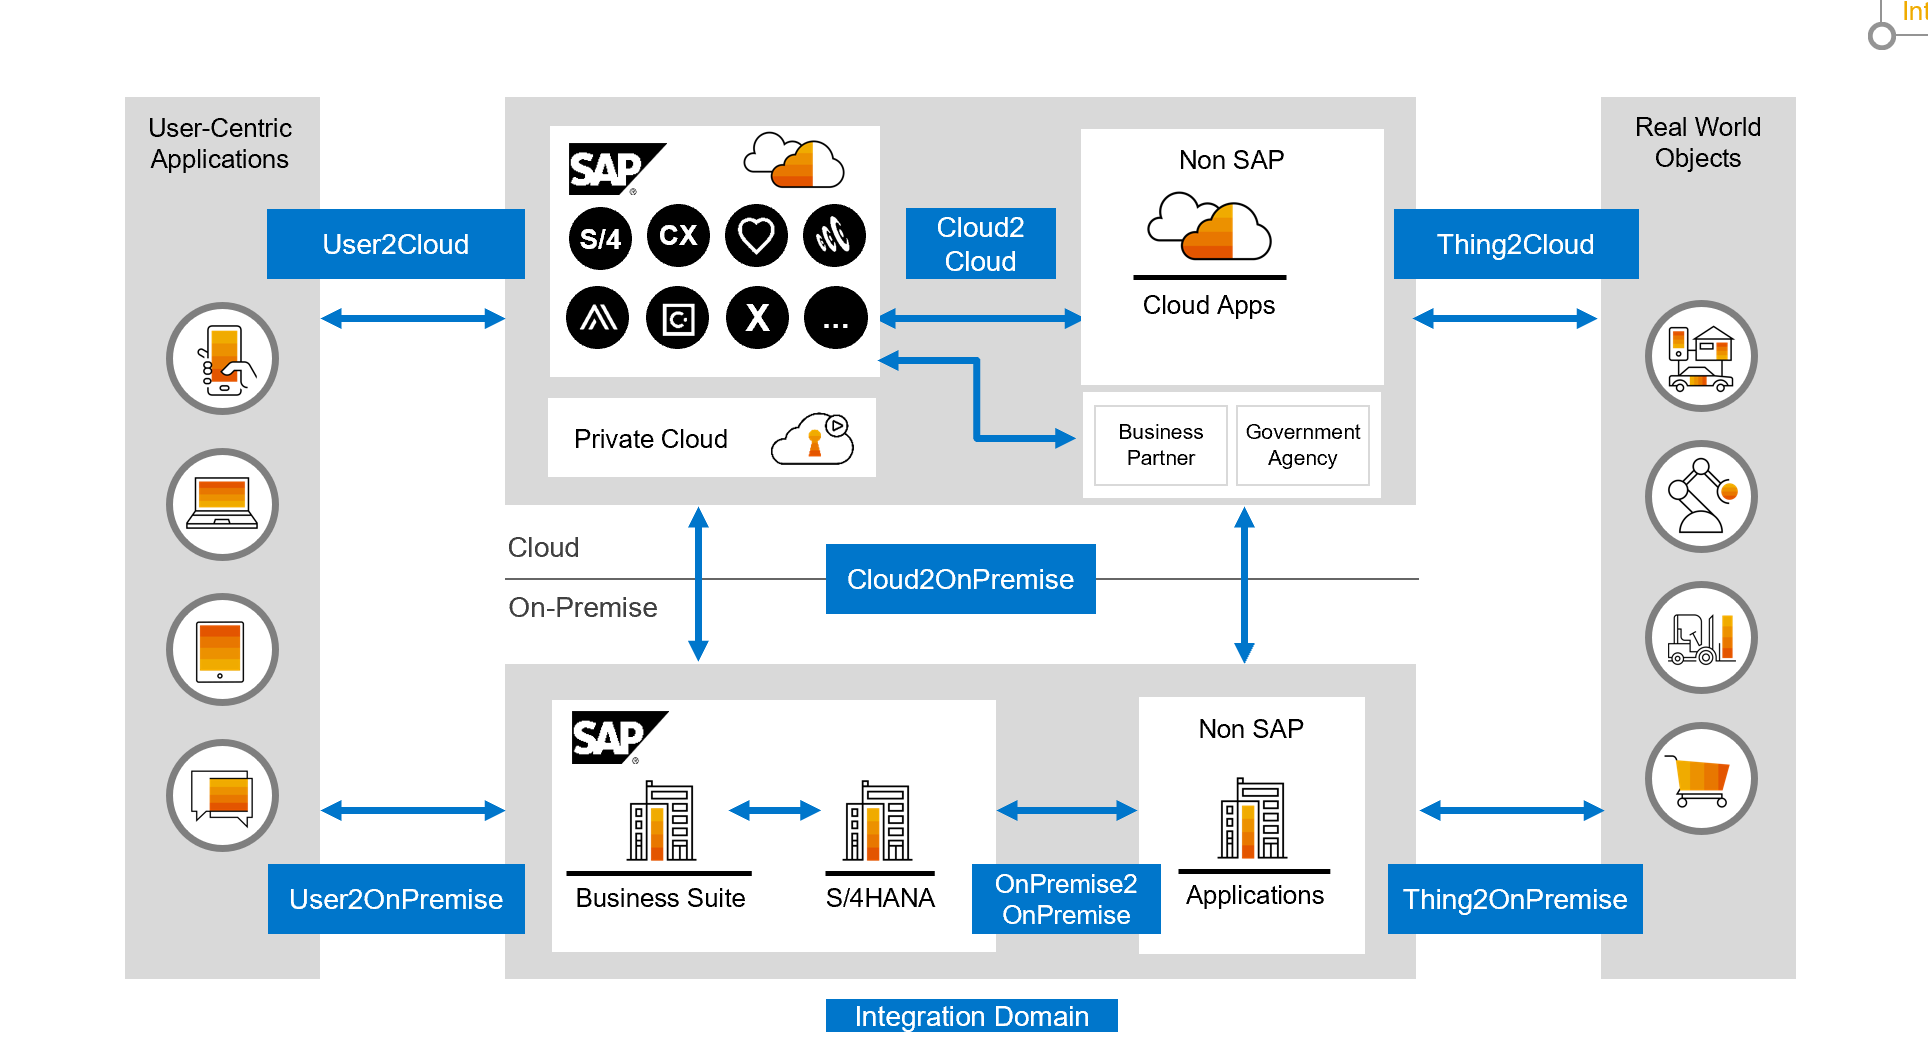 Int
User-Centric
Applications
Real World
Objects
SAP
®
Non SAP
User2Cloud
Cloud2
Cloud
Thing2Cloud
S/4
CX
X
...
C
Cloud Apps
Private Cloud
Business
Partner
Government
Agency
Cloud
Cloud2OnPremise
On-Premise
SAP
®
Non SAP
Business Suite
S/4HANA
Applications
User2OnPremise
OnPremise2
OnPremise
Thing2OnPremise
Integration Domain